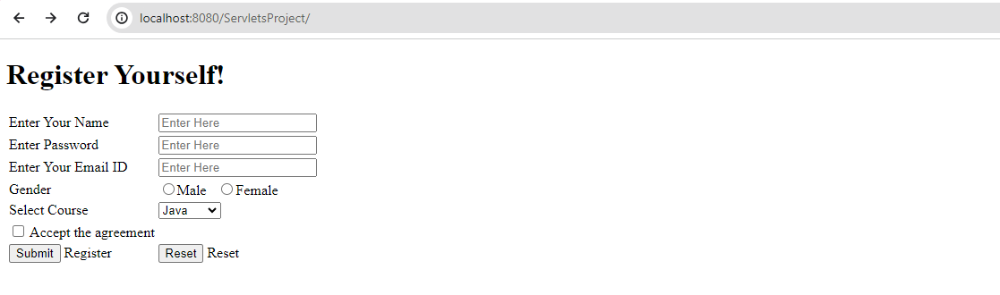 localhost:8080/ServletsProject/
Register Yourself!
Enter Your Name Enter Here
Enter Password Enter Here
Enter Your Email ID Enter Here
Gender Male Female
Select Course Java
Accept the agreement
Submit Register Reset Reset